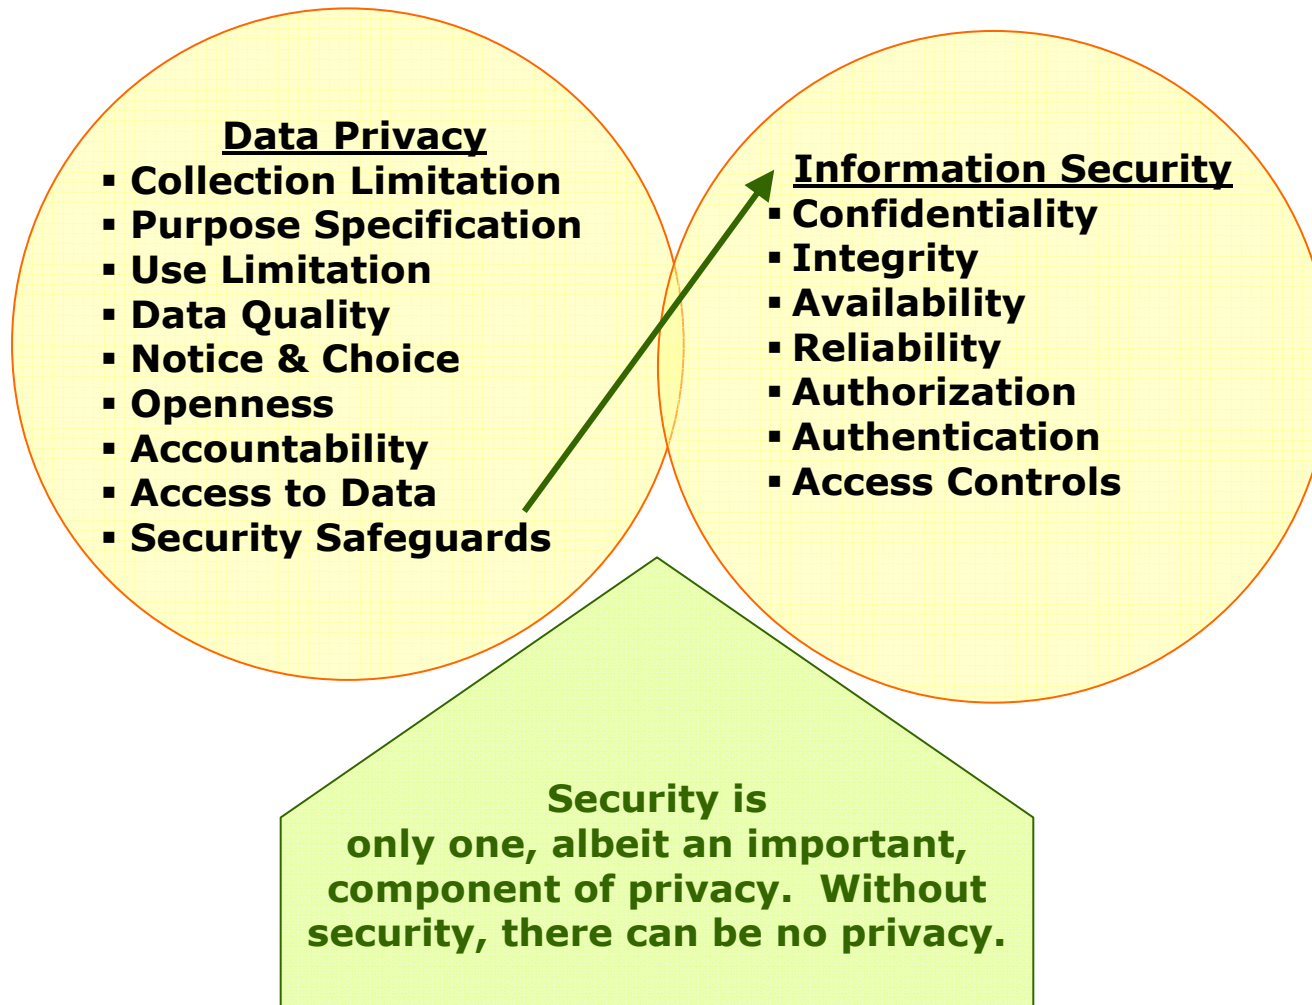 Data Privacy
▪ Collection Limitation
▪ Purpose Specification
▪ Use Limitation
▪ Data Quality
▪ Notice & Choice
▪ Openness
▪ Accountability
▪ Access to Data
▪ Security Safeguards
Information Security
▪ Confidentiality
▪ Integrity
▪ Availability
▪ Reliability
▪ Authorization
▪ Authentication
▪ Access Controls
Security is
only one, albeit an important,
component of privacy.  Without
security, there can be no privacy.